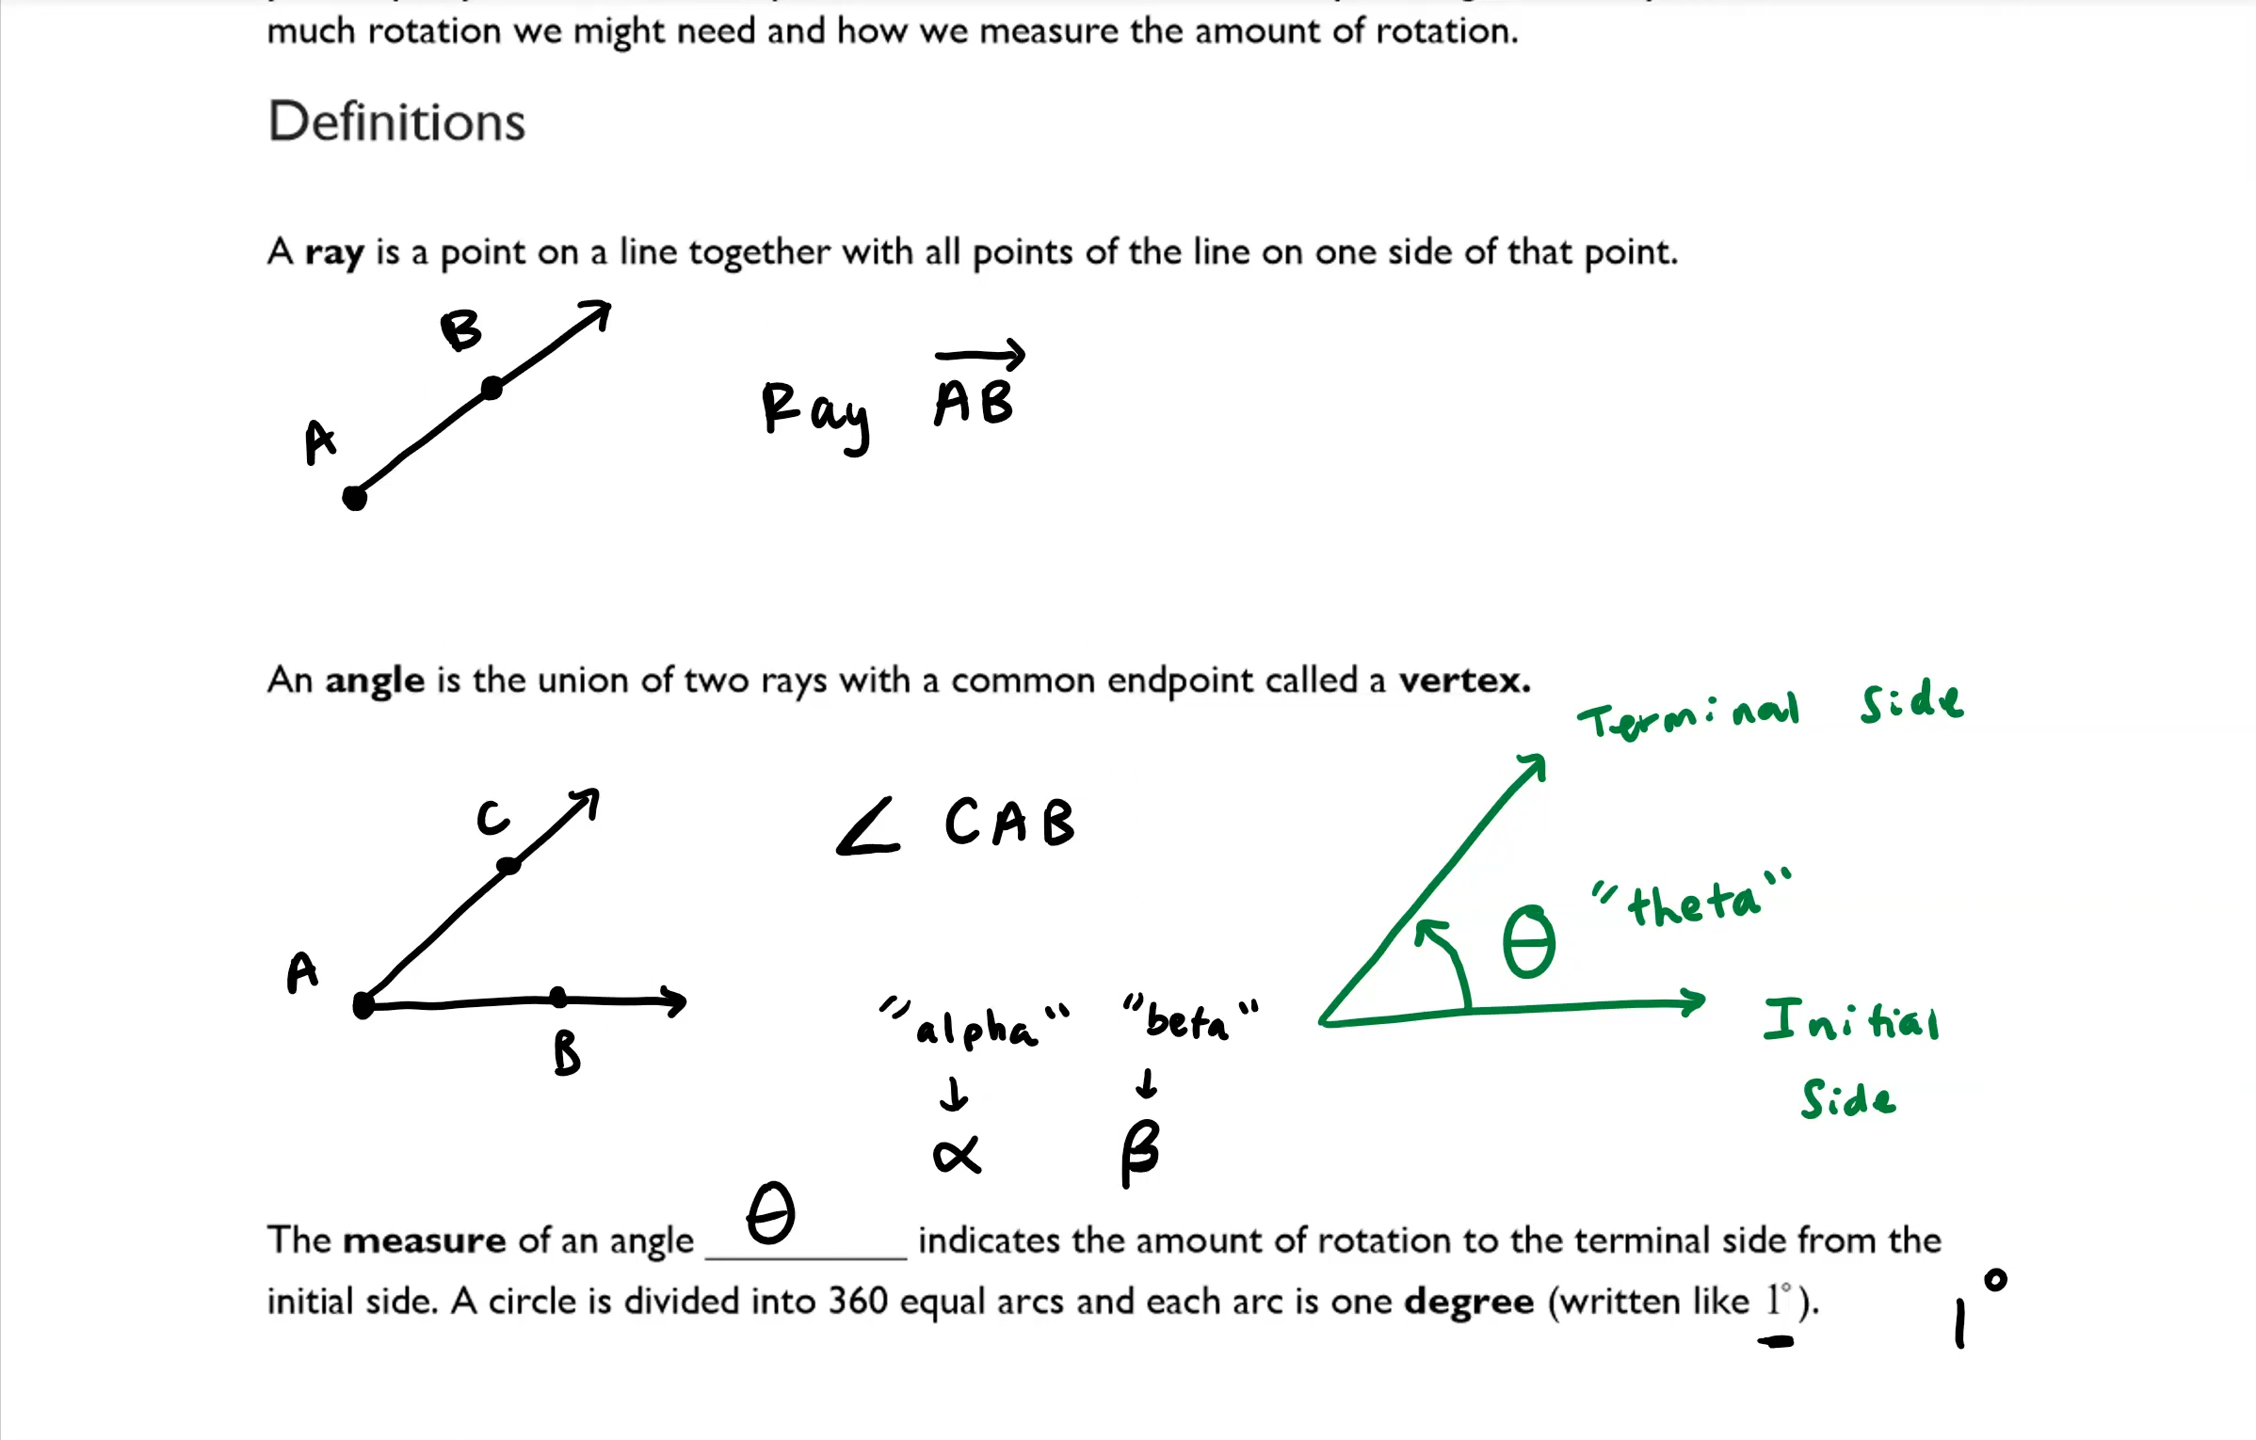 much rotation we might need and how we measure the amount of rotation.
Definitions
A ray is a point on a line together with all points of the line on one side of that point.
B
A
Ray AB
An angle is the union of two rays with a common endpoint called a vertex.
Terminal Side
C
∠ CAB
θ "theta"
A
B
"alpha" "beta"
Initial
Side
↓ ↓
α β
The measure of an angle θ indicates the amount of rotation to the terminal side from the
initial side. A circle is divided into 360 equal arcs and each arc is one degree (written like 1°).
1°